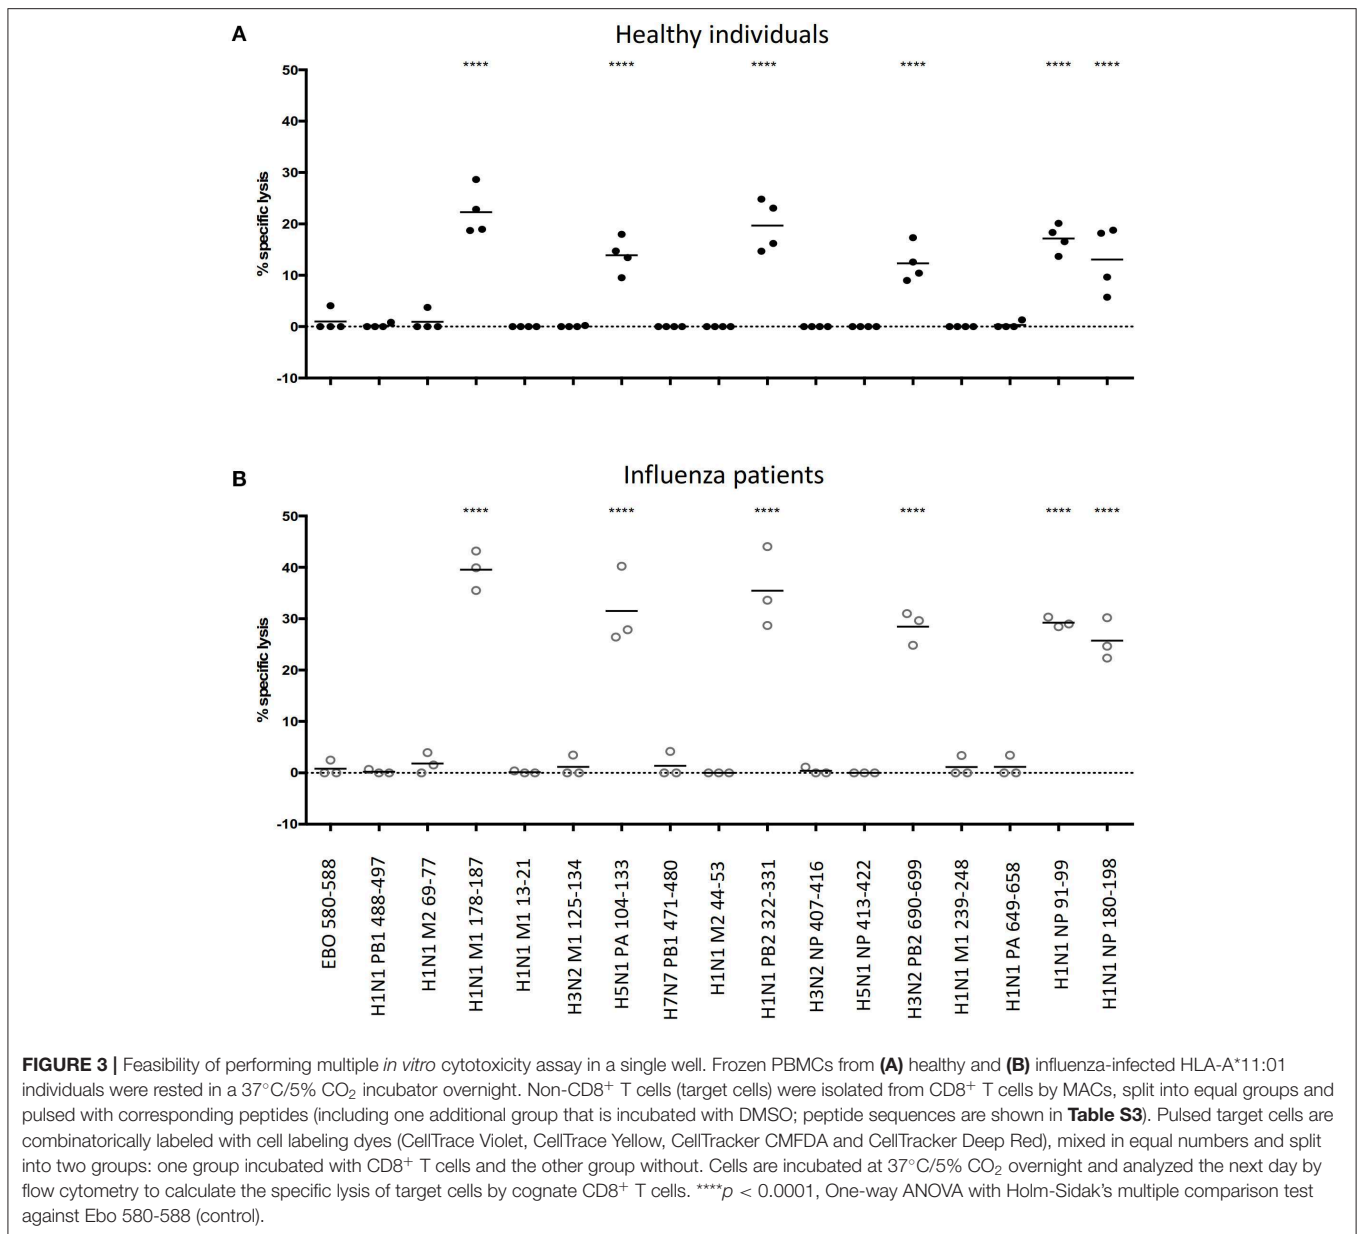 A
Healthy individuals
**** **** **** **** **** ****
50
40
30
20
10
0
-10
% specific lysis
B
Influenza patients
**** **** **** **** **** ****
50
40
30
20
10
0
-10
% specific lysis
EBO 580-588
H1N1 PB1 488-497
H1N1 M2 69-77
H1N1 M1 178-187
H1N1 M1 13-21
H3N2 M1 125-134
H5N1 PA 104-133
H7N7 PB1 471-480
H1N1 M2 44-53
H1N1 PB2 322-331
H3N2 NP 407-416
H5N1 NP 413-422
H3N2 PB2 690-699
H1N1 M1 239-248
H1N1 PA 649-658
H1N1 NP 91-99
H1N1 NP 180-198
FIGURE 3 | Feasibility of performing multiple in vitro cytotoxicity assay in a single well. Frozen PBMCs from (A) healthy and (B) influenza-infected HLA-A*11:01
individuals were rested in a 37°C/5% CO₂ incubator overnight. Non-CD8⁺ T cells (target cells) were isolated from CD8⁺ T cells by MACs, split into equal groups and
pulsed with corresponding peptides (including one additional group that is incubated with DMSO; peptide sequences are shown in Table S3). Pulsed target cells are
combinatorically labeled with cell labeling dyes (CellTrace Violet, CellTrace Yellow, CellTracker CMFDA and CellTracker Deep Red), mixed in equal numbers and split
into two groups: one group incubated with CD8⁺ T cells and the other group without. Cells are incubated at 37°C/5% CO₂ overnight and analyzed the next day by
flow cytometry to calculate the specific lysis of target cells by cognate CD8⁺ T cells. ****p < 0.0001, One-way ANOVA with Holm-Sidak's multiple comparison test
against Ebo 580-588 (control).